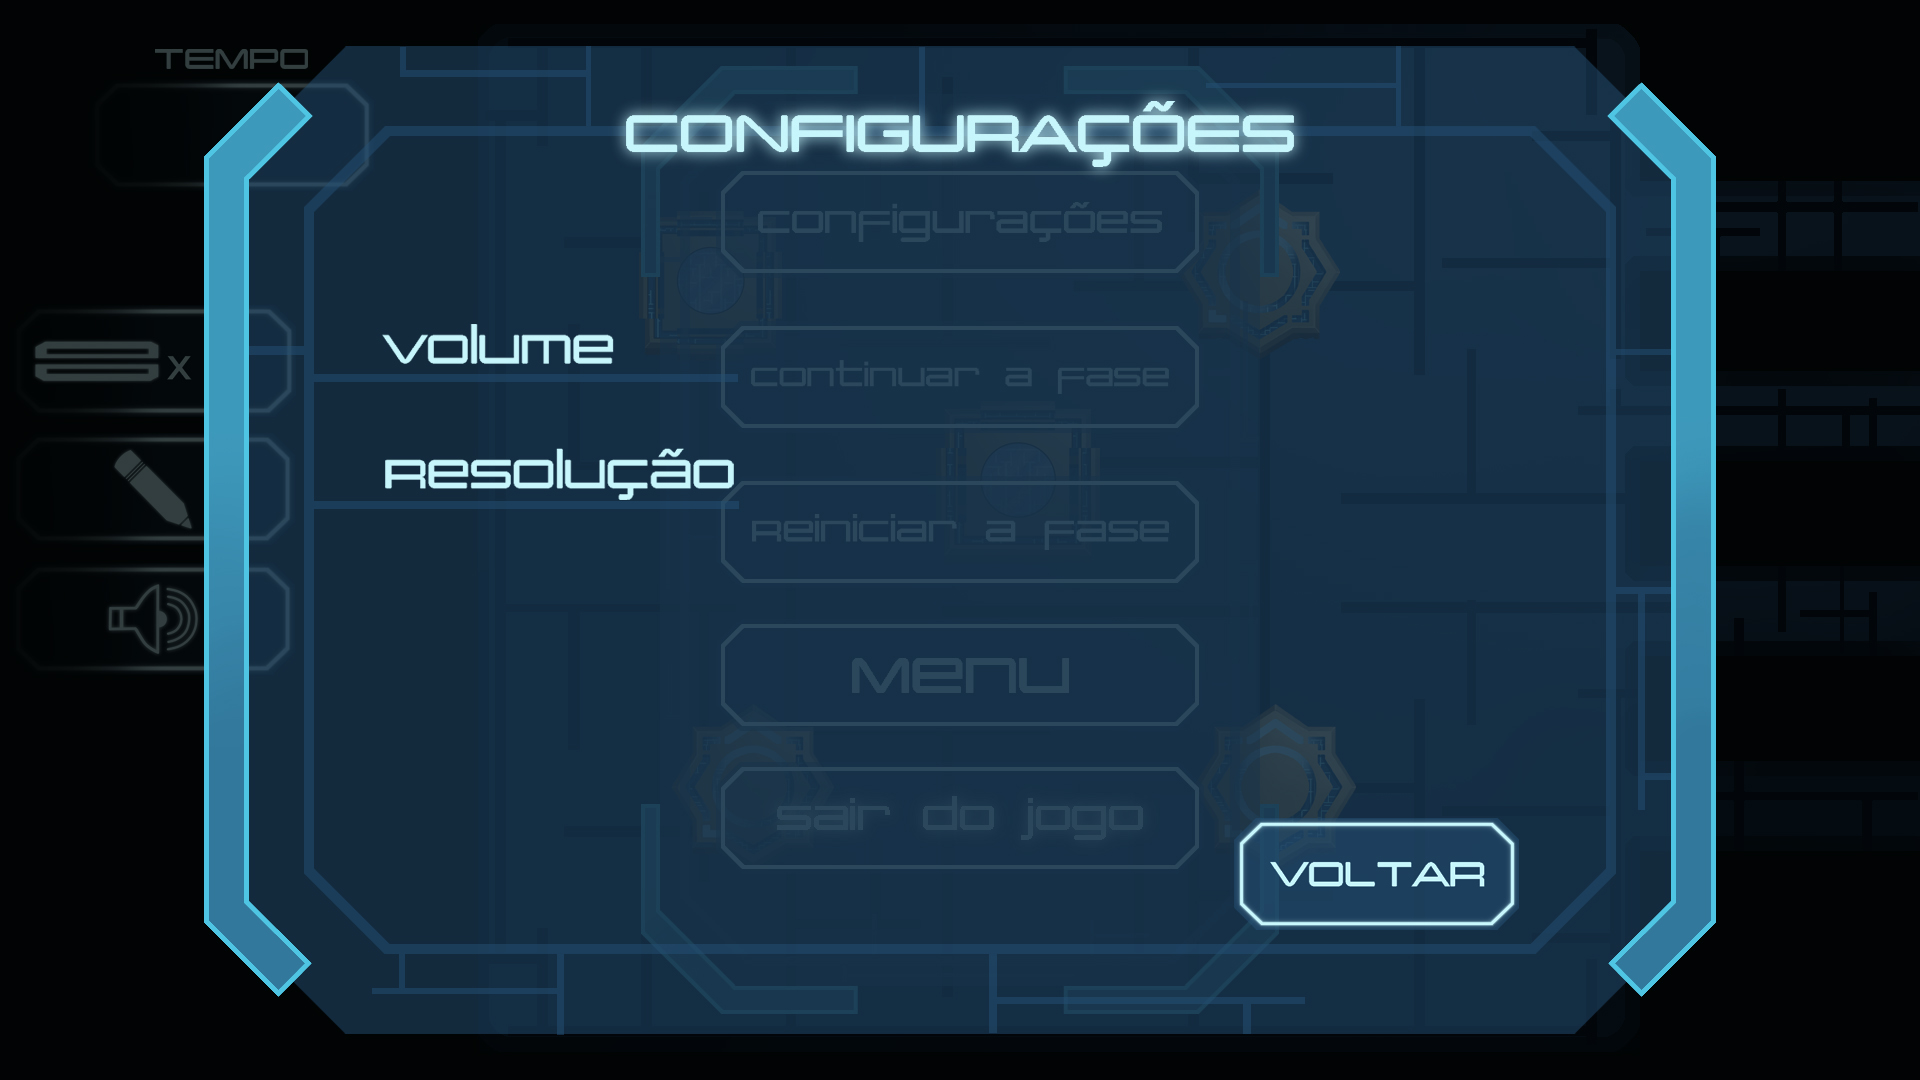 TEMPO
CONFIGURAÇÕES
configurações
volume
continuar a fase
x
Resolução
Reiniciar a fase
Menu
sair do jogo
VOLTAR